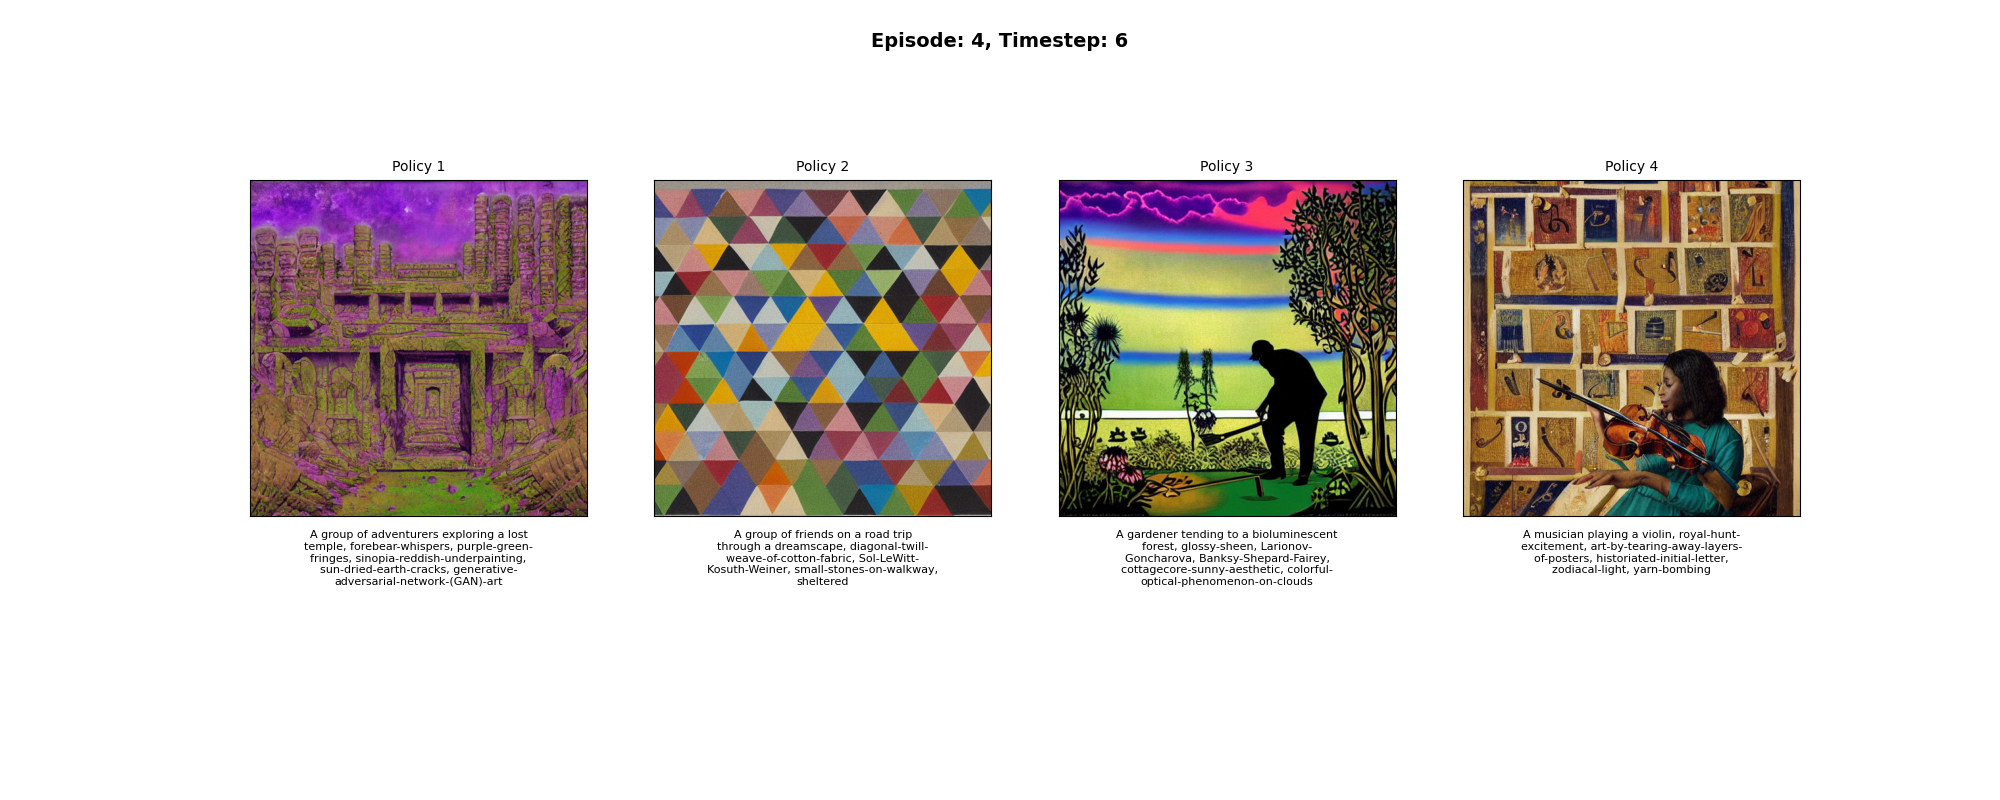 Episode: 4, Timestep: 6
Policy 1
A group of adventurers exploring a lost
temple, forebear-whispers, purple-green-
fringes, sinopia-reddish-underpainting,
sun-dried-earth-cracks, generative-
adversarial-network-(GAN)-art
Policy 2
A group of friends on a road trip
through a dreamscape, diagonal-twill-
weave-of-cotton-fabric, Sol-LeWitt-
Kosuth-Weiner, small-stones-on-walkway,
sheltered
Policy 3
A gardener tending to a bioluminescent
forest, glossy-sheen, Larionov-
Goncharova, Banksy-Shepard-Fairey,
cottagecore-sunny-aesthetic, colorful-
optical-phenomenon-on-clouds
Policy 4
A musician playing a violin, royal-hunt-
excitement, art-by-tearing-away-layers-
of-posters, historiated-initial-letter,
zodiacal-light, yarn-bombing